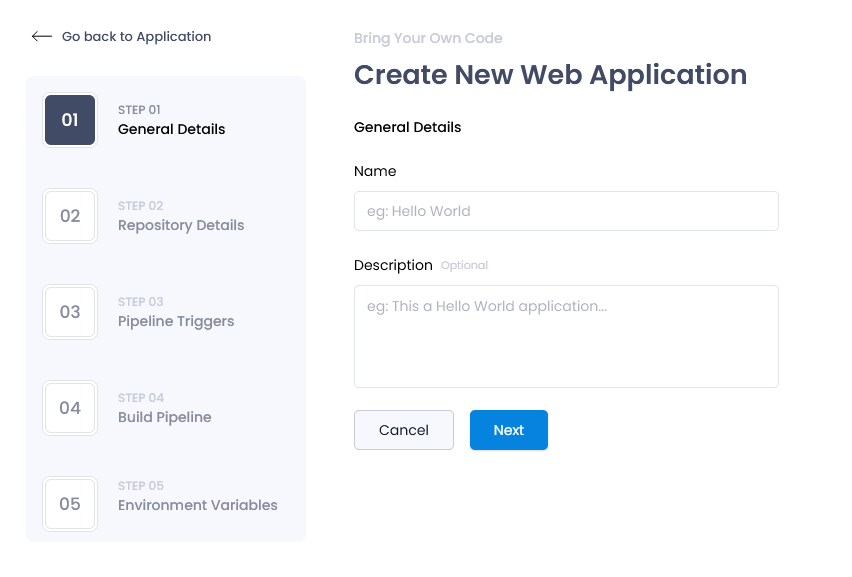 Go back to Application
01
STEP 01
General Details
02
STEP 02
Repository Details
03
STEP 03
Pipeline Triggers
04
STEP 04
Build Pipeline
05
STEP 05
Environment Variables
Bring Your Own Code
Create New Web Application
General Details
Name
eg: Hello World
Description Optional
eg: This a Hello World application...
Cancel Next